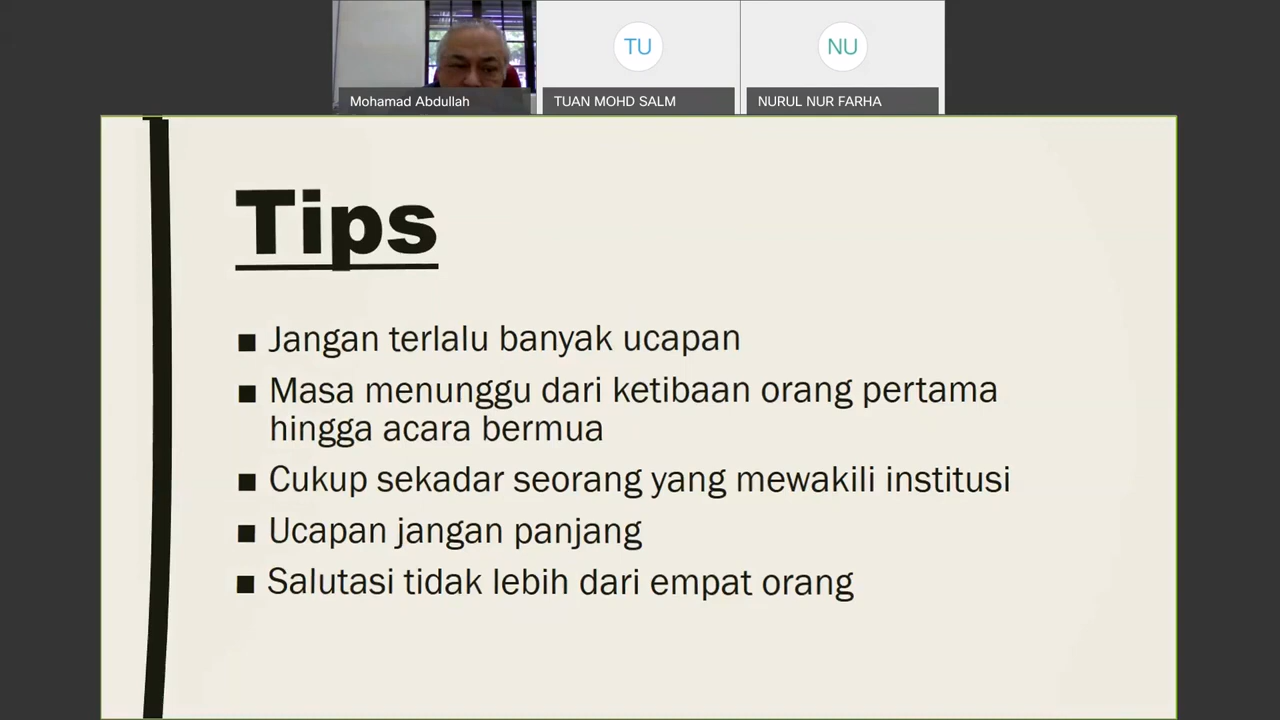 Mohamad Abdullah
TU
TUAN MOHD SALM
NU
NURUL NUR FARHA
Tips
Jangan terlalu banyak ucapan
Masa menunggu dari ketibaan orang pertama
hingga acara bermua
Cukup sekadar seorang yang mewakili institusi
Ucapan jangan panjang
Salutasi tidak lebih dari empat orang